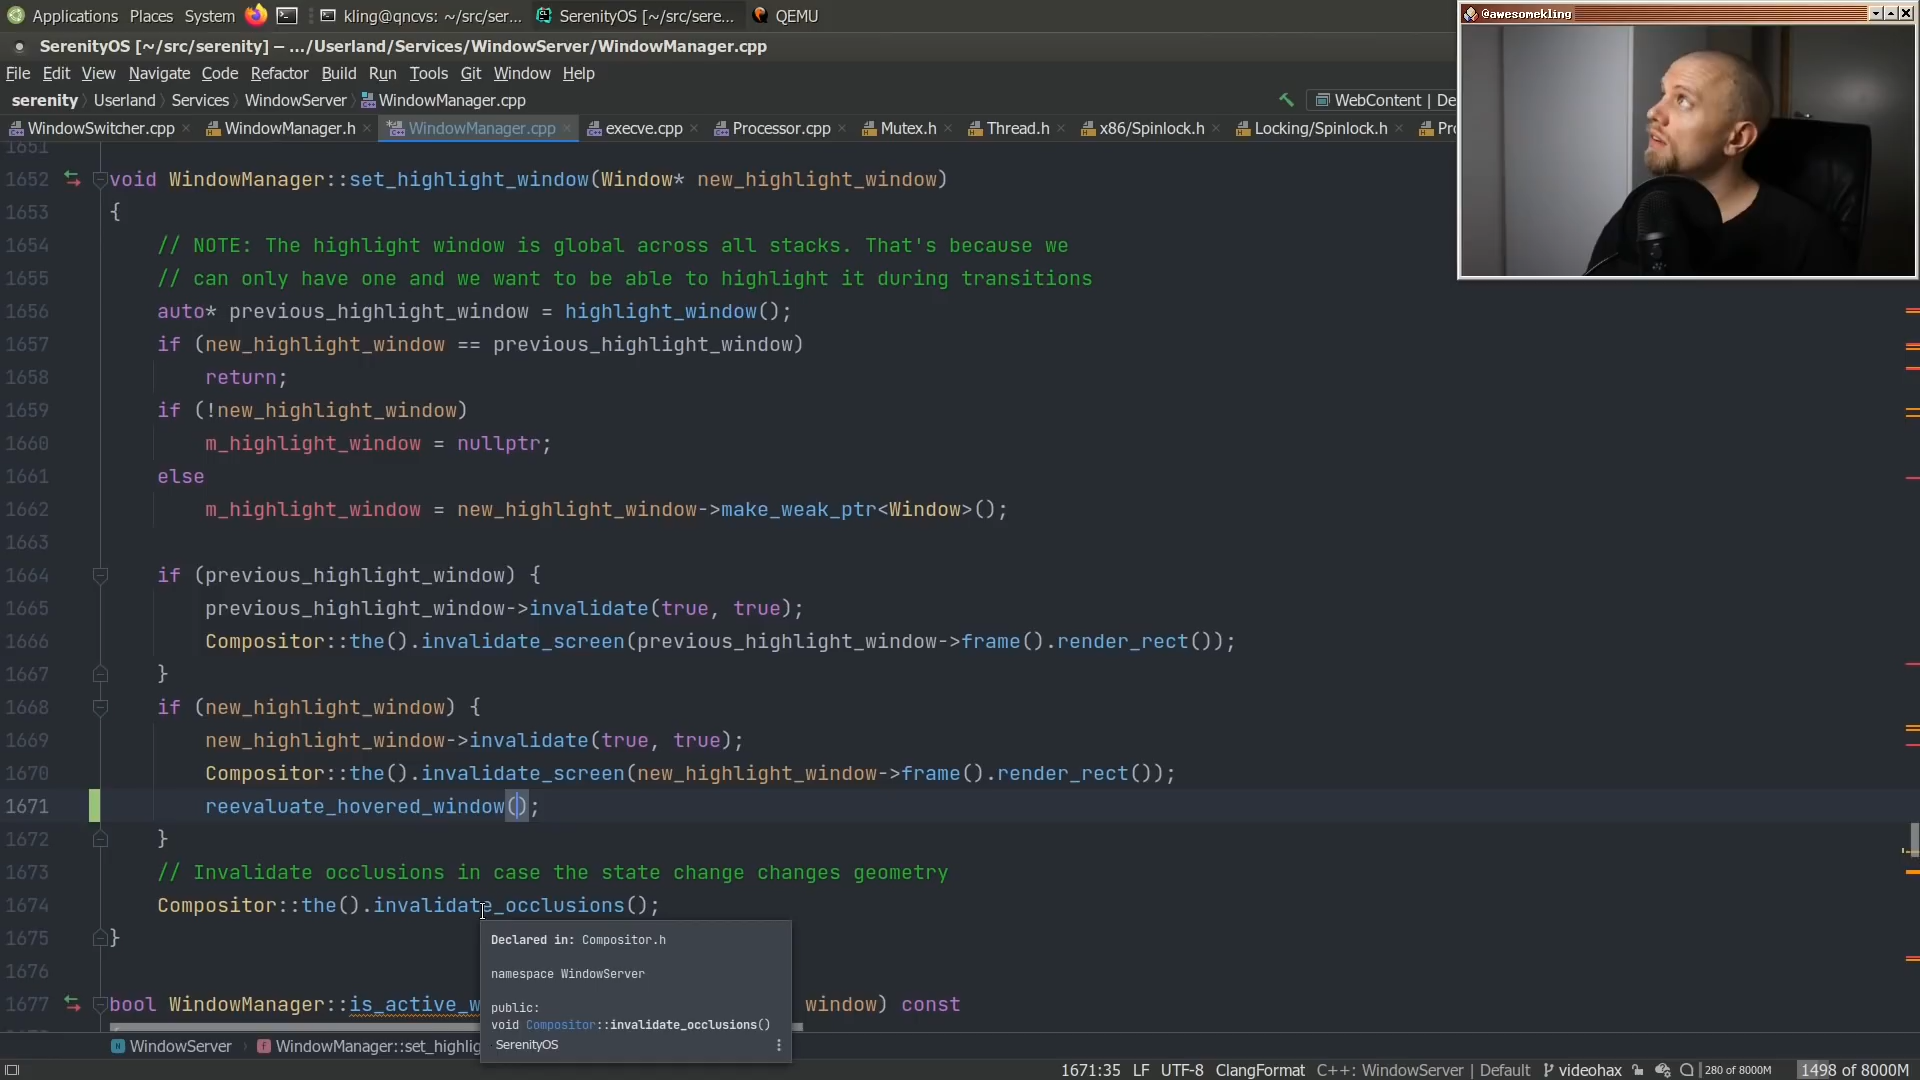 Applications Places System kling@qncvs: ~/src/ser... SerenityOS [~/src/sere... QEMU
SerenityOS [~/src/serenity] – .../Userland/Services/WindowServer/WindowManager.cpp
@awesomekling
File Edit View Navigate Code Refactor Build Run Tools Git Window Help
serenity Userland Services WindowServer WindowManager.cpp WebContent | De
WindowSwitcher.cpp WindowManager.h WindowManager.cpp execve.cpp Processor.cpp Mutex.h Thread.h x86/Spinlock.h Locking/Spinlock.h Pr
1651
1652 void WindowManager::set_highlight_window(Window* new_highlight_window)
1653 {
1654 // NOTE: The highlight window is global across all stacks. That's because we
1655 // can only have one and we want to be able to highlight it during transitions
1656 auto* previous_highlight_window = highlight_window();
1657 if (new_highlight_window == previous_highlight_window)
1658 return;
1659 if (!new_highlight_window)
1660 m_highlight_window = nullptr;
1661 else
1662 m_highlight_window = new_highlight_window->make_weak_ptr<Window>();
1663
1664 if (previous_highlight_window) {
1665 previous_highlight_window->invalidate(true, true);
1666 Compositor::the().invalidate_screen(previous_highlight_window->frame().render_rect());
1667 }
1668 if (new_highlight_window) {
1669 new_highlight_window->invalidate(true, true);
1670 Compositor::the().invalidate_screen(new_highlight_window->frame().render_rect());
1671 reevaluate_hovered_window();
1672 }
1673 // Invalidate occlusions in case the state change changes geometry
1674 Compositor::the().invalidate_occlusions();
1675 }
Declared in: Compositor.h
1676
namespace WindowServer
public:
1677 bool WindowManager::is_active_w window) const
void Compositor::invalidate_occlusions()
SerenityOS
WindowServer WindowManager::set_highlig
1671:35 LF UTF-8 ClangFormat C++: WindowServer | Default videohax 280 of 8000M 1498 of 8000M